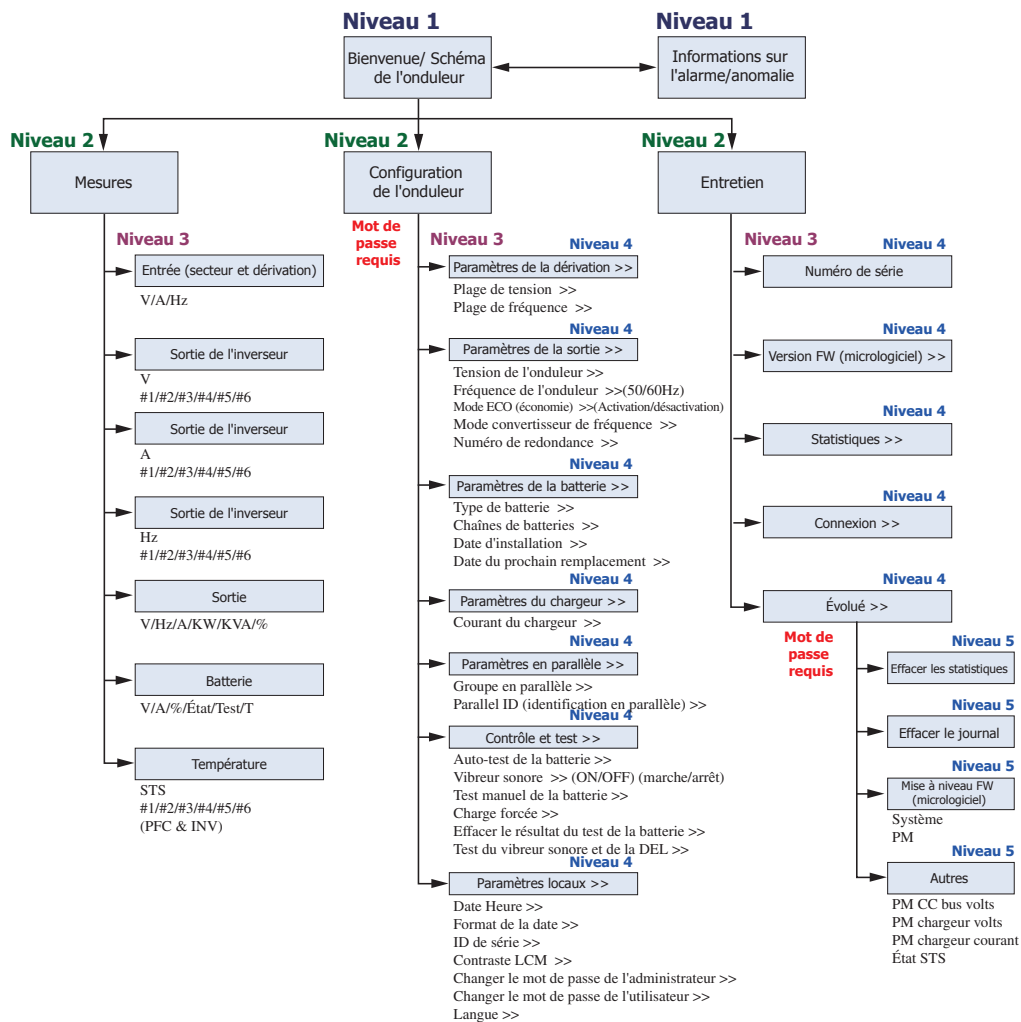 Niveau 1
Bienvenue/ Schéma
de l'onduleur
Niveau 1
Informations sur
l'alarme/anomalie
Niveau 2
Mesures
Niveau 3
Entrée (secteur et dérivation)
V/A/Hz
Sortie de l'inverseur
V
#1/#2/#3/#4/#5/#6
Sortie de l'inverseur
A
#1/#2/#3/#4/#5/#6
Sortie de l'inverseur
Hz
#1/#2/#3/#4/#5/#6
Sortie
V/Hz/A/KW/KVA/%
Batterie
V/A/%/État/Test/T
Température
STS
#1/#2/#3/#4/#5/#6
(PFC & INV)
Niveau 2
Configuration
de l'onduleur
Mot de
passe
requis
Niveau 3
Niveau 4
Paramètres de la dérivation >>
Plage de tension >>
Plage de fréquence >>
Niveau 4
Paramètres de la sortie >>
Tension de l'onduleur >>
Fréquence de l'onduleur >>(50/60Hz)
Mode ECO (économie) >>(Activation/désactivation)
Mode convertisseur de fréquence >>
Numéro de redondance >>
Niveau 4
Paramètres de la batterie >>
Type de batterie >>
Chaînes de batteries >>
Date d'installation >>
Date du prochain remplacement >>
Niveau 4
Paramètres du chargeur >>
Courant du chargeur >>
Niveau 4
Paramètres en parallèle >>
Groupe en parallèle >>
Parallel ID (identification en parallèle) >>
Niveau 4
Contrôle et test >>
Auto-test de la batterie >>
Vibreur sonore >> (ON/OFF) (marche/arrêt)
Test manuel de la batterie >>
Charge forcée >>
Effacer le résultat du test de la batterie >>
Test du vibreur sonore et de la DEL >>
Niveau 4
Paramètres locaux >>
Date Heure >>
Format de la date >>
ID de série >>
Contraste LCM >>
Changer le mot de passe de l'administrateur >>
Changer le mot de passe de l'utilisateur >>
Langue >>
Niveau 2
Entretien
Niveau 3
Niveau 4
Numéro de série
Niveau 4
Version FW (micrologiciel) >>
Niveau 4
Statistiques >>
Niveau 4
Connexion >>
Niveau 4
Évolué >>
Mot de
passe
requis
Niveau 5
Effacer les statistiques
Niveau 5
Effacer le journal
Niveau 5
Mise à niveau FW
(micrologiciel)
Système
PM
Niveau 5
Autres
PM CC bus volts
PM chargeur volts
PM chargeur courant
État STS